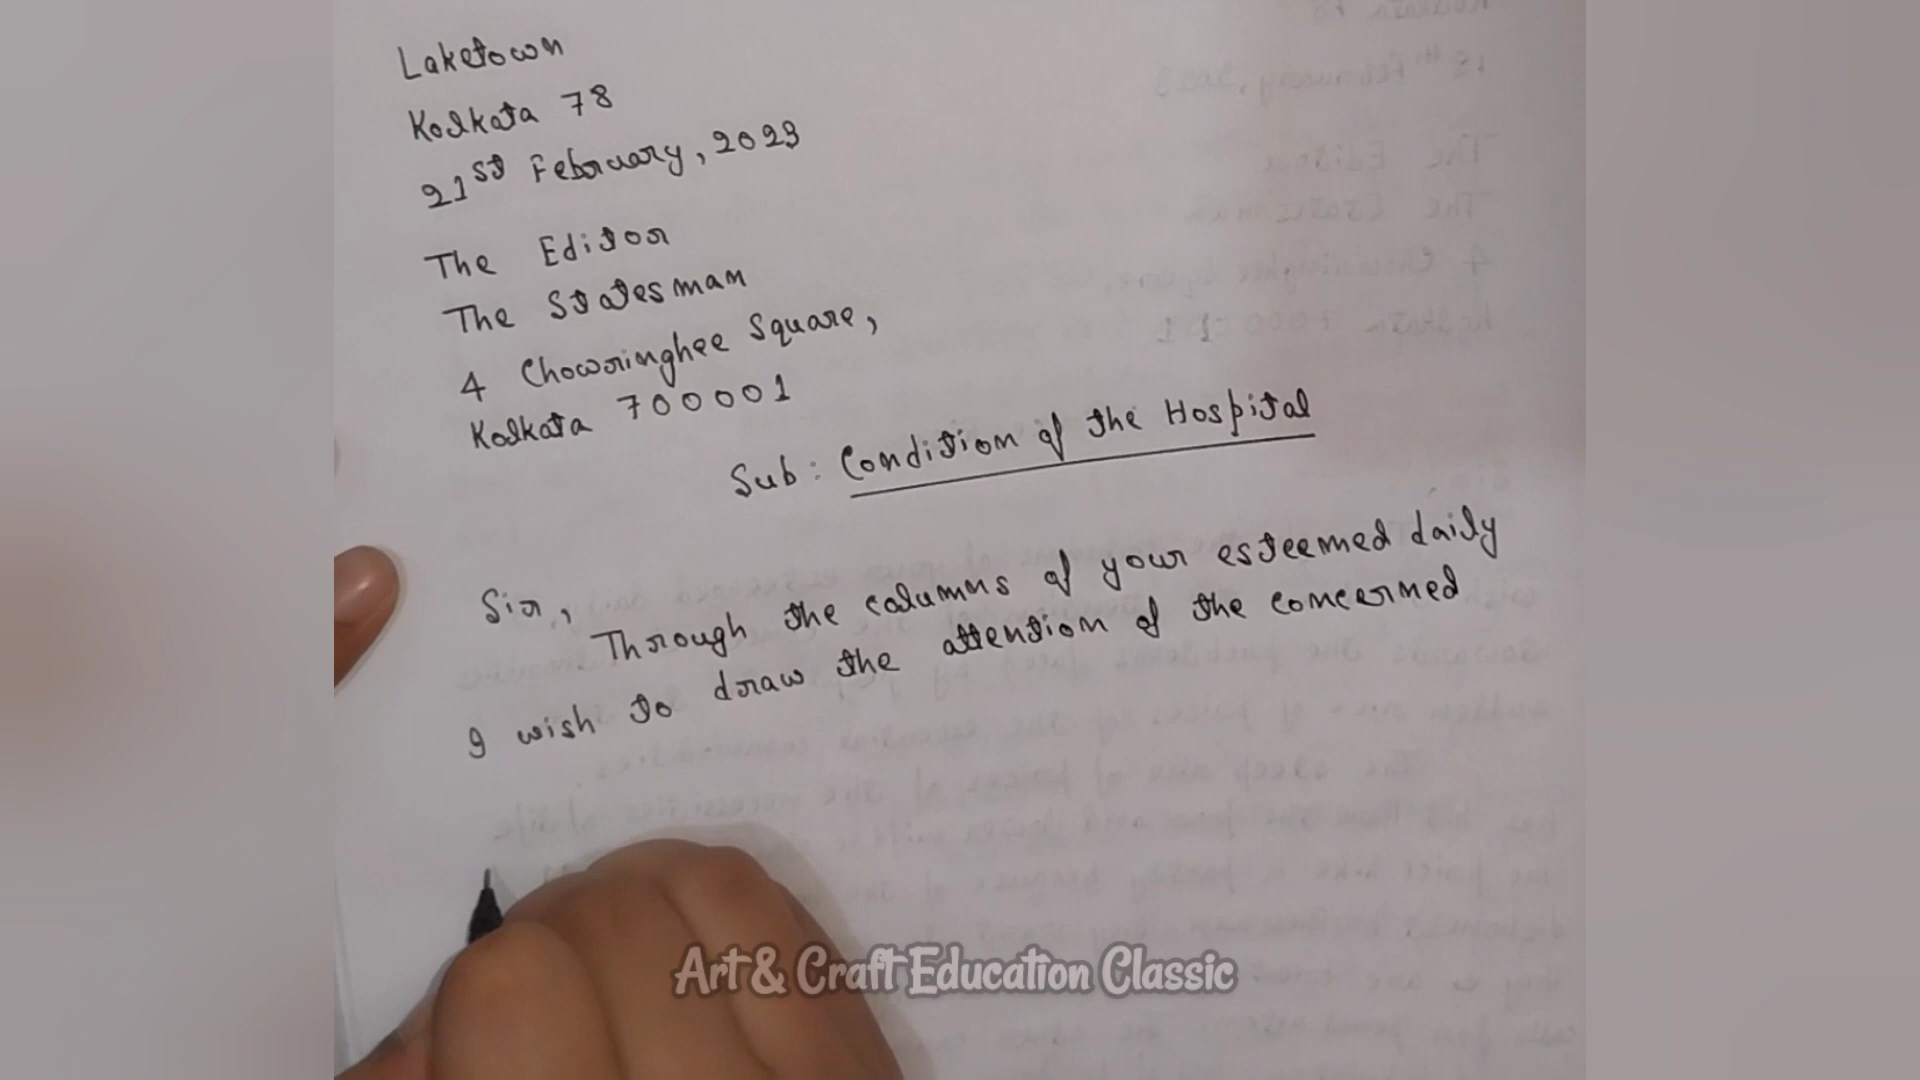 Laketown
Kolkata 78
21st February, 2023
The Editor
The Statesman
4 Chowringhee Square,
Kolkata 700001
Sub: Condition of the Hospital
Sir,
Through the columns of your esteemed daily
I wish to draw the attention of the concerned
Art & Craft Education Classic